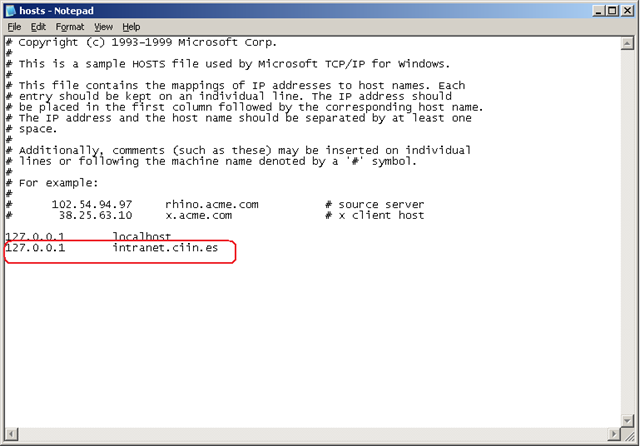 hosts - Notepad
File Edit Format View Help
# Copyright (c) 1993-1999 Microsoft Corp.
#
# This is a sample HOSTS file used by Microsoft TCP/IP for Windows.
#
# This file contains the mappings of IP addresses to host names. Each
# entry should be kept on an individual line. The IP address should
# be placed in the first column followed by the corresponding host name.
# The IP address and the host name should be separated by at least one
# space.
#
# Additionally, comments (such as these) may be inserted on individual
# lines or following the machine name denoted by a '#' symbol.
#
# For example:
#
#      102.54.94.97     rhino.acme.com          # source server
#       38.25.63.10     x.acme.com              # x client host

127.0.0.1       localhost
127.0.0.1       intranet.ciin.es